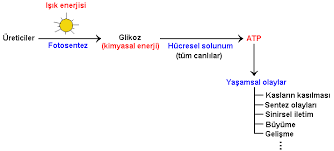 Işık enerjisi
Üreticiler
Fotosentez
Glikoz
(kimyasal enerji)
Hücresel solunum
(tüm canlılar)
ATP
Yaşamsal olaylar
Kasların kasılması
Sentez olayları
Sinirsel iletim
Büyüme
Gelişme